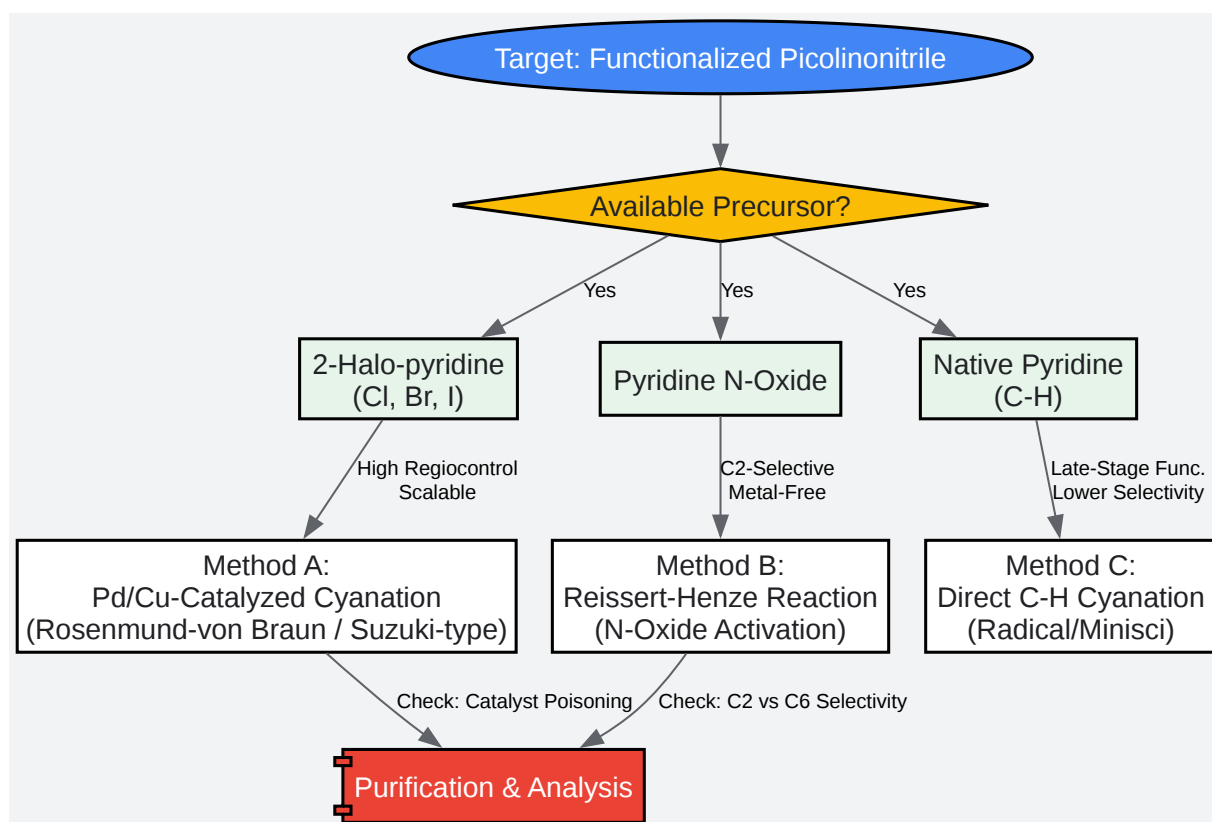 Target: Functionalized Picolinonitrile
Available Precursor?
Yes
Yes
Yes
2-Halo-pyridine
(Cl, Br, I)
Pyridine N-Oxide
Native Pyridine
(C-H)
High Regiocontrol
Scalable
C2-Selective
Metal-Free
Late-Stage Func.
Lower Selectivity
Method A:
Pd/Cu-Catalyzed Cyanation
(Rosenmund-von Braun / Suzuki-type)
Method B:
Reissert-Henze Reaction
(N-Oxide Activation)
Method C:
Direct C-H Cyanation
(Radical/Minisci)
Check: Catalyst Poisoning
Check: C2 vs C6 Selectivity
Purification & Analysis